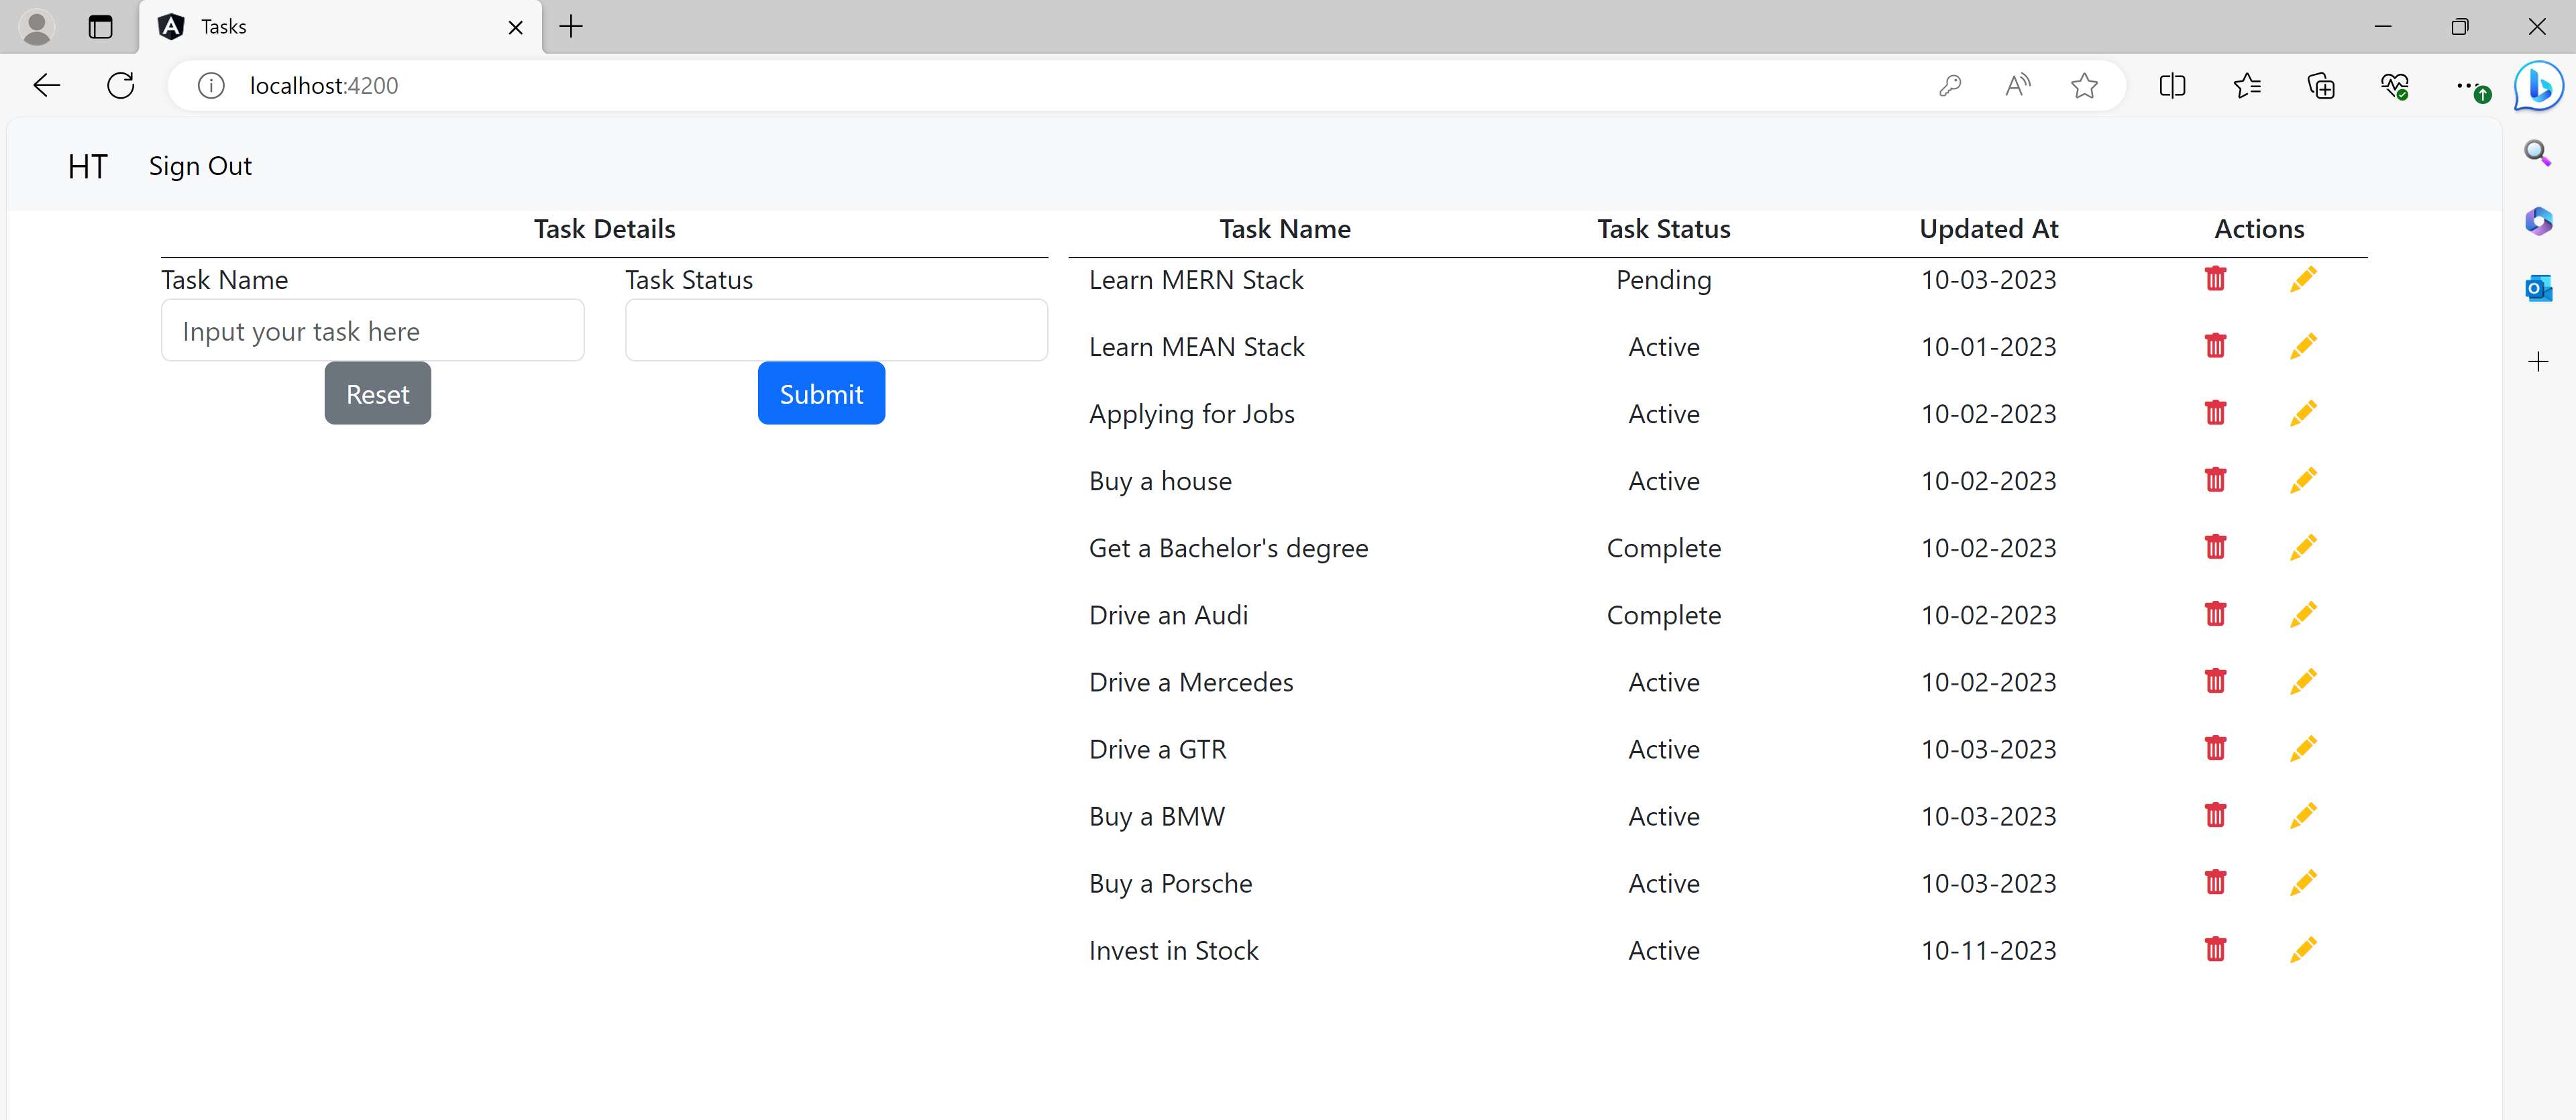 Tasks
localhost:4200
HT Sign Out
Task Details
Task Name Task Status
Input your task here
Reset Submit
Task Name Task Status Updated At Actions
Learn MERN Stack Pending 10-03-2023
Learn MEAN Stack Active 10-01-2023
Applying for Jobs Active 10-02-2023
Buy a house Active 10-02-2023
Get a Bachelor's degree Complete 10-02-2023
Drive an Audi Complete 10-02-2023
Drive a Mercedes Active 10-02-2023
Drive a GTR Active 10-03-2023
Buy a BMW Active 10-03-2023
Buy a Porsche Active 10-03-2023
Invest in Stock Active 10-11-2023